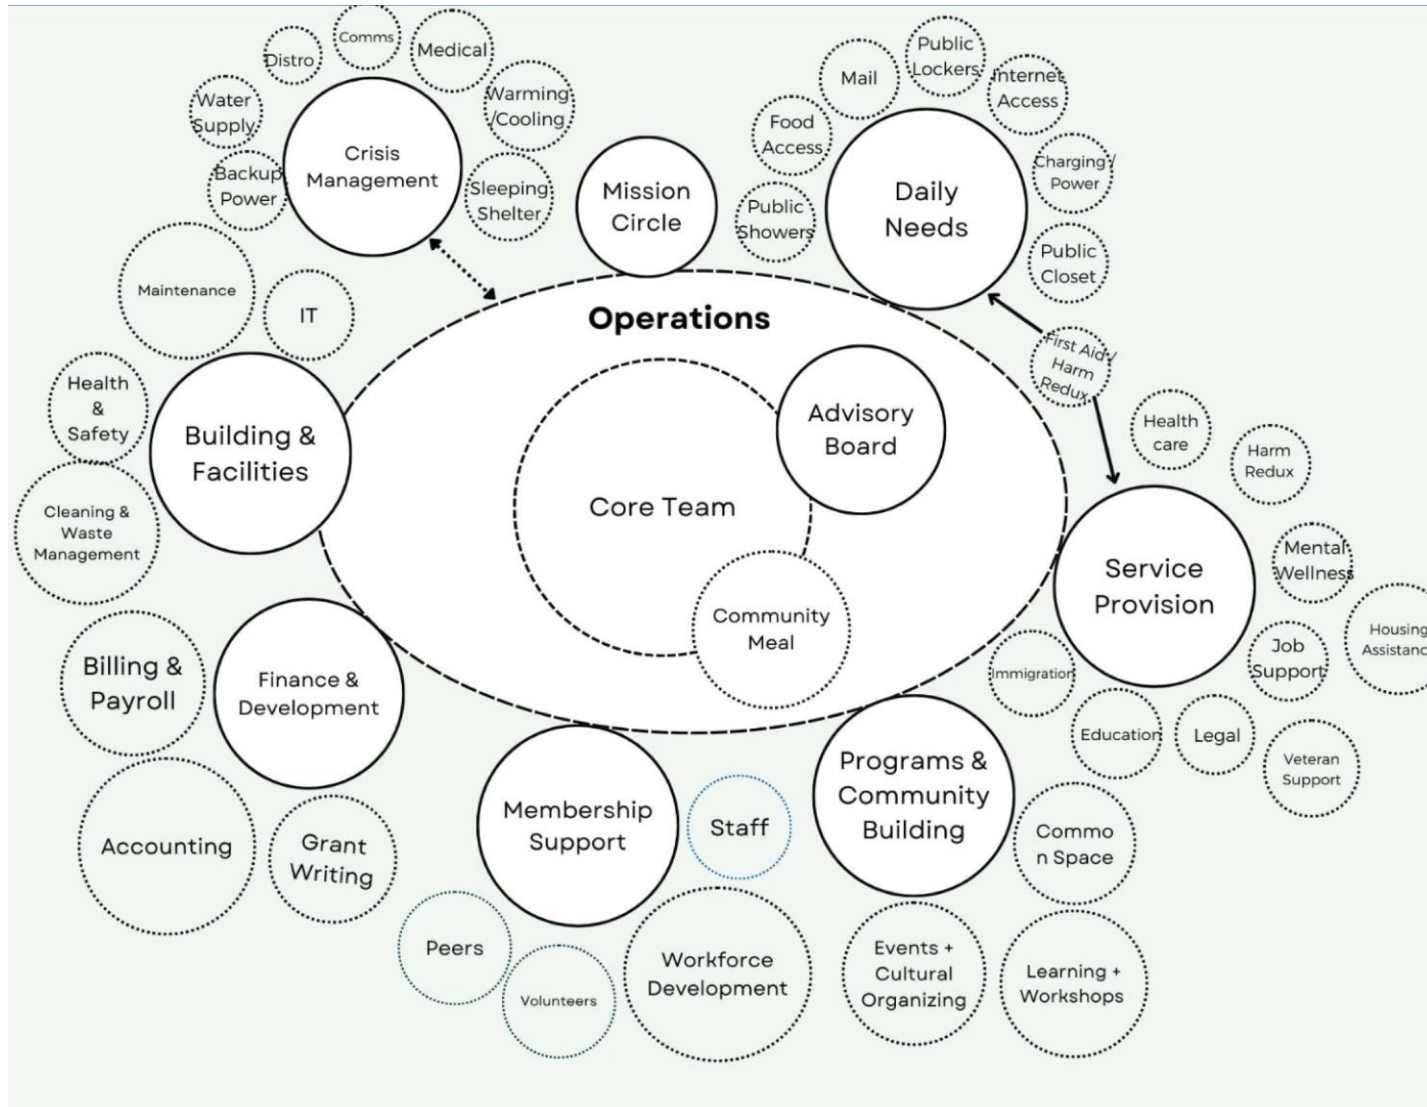 Comms
Distro
Medical
Water
Supply
Warming
/Cooling
Backup
Power
Crisis
Management
Sleeping
Shelter
Mission
Circle
Public
Lockers
Mail
Internet
Access
Food
Access
Charging /
Power
Public
Showers
Daily
Needs
Public
Closet
Maintenance
IT
Operations
First Aid /
Harm
Redux
Health
&
Safety
Building &
Facilities
Cleaning &
Waste
Management
Core Team
Advisory
Board
Community
Meal
Health
care
Harm
Redux
Service
Provision
Mental
Wellness
Housing
Assistanc
Job
Support
Immigration
Education
Legal
Veteran
Support
Billing &
Payroll
Finance &
Development
Accounting
Grant
Writing
Membership
Support
Staff
Peers
Volunteers
Workforce
Development
Programs &
Community
Building
Commo
n Space
Events +
Cultural
Organizing
Learning +
Workshops